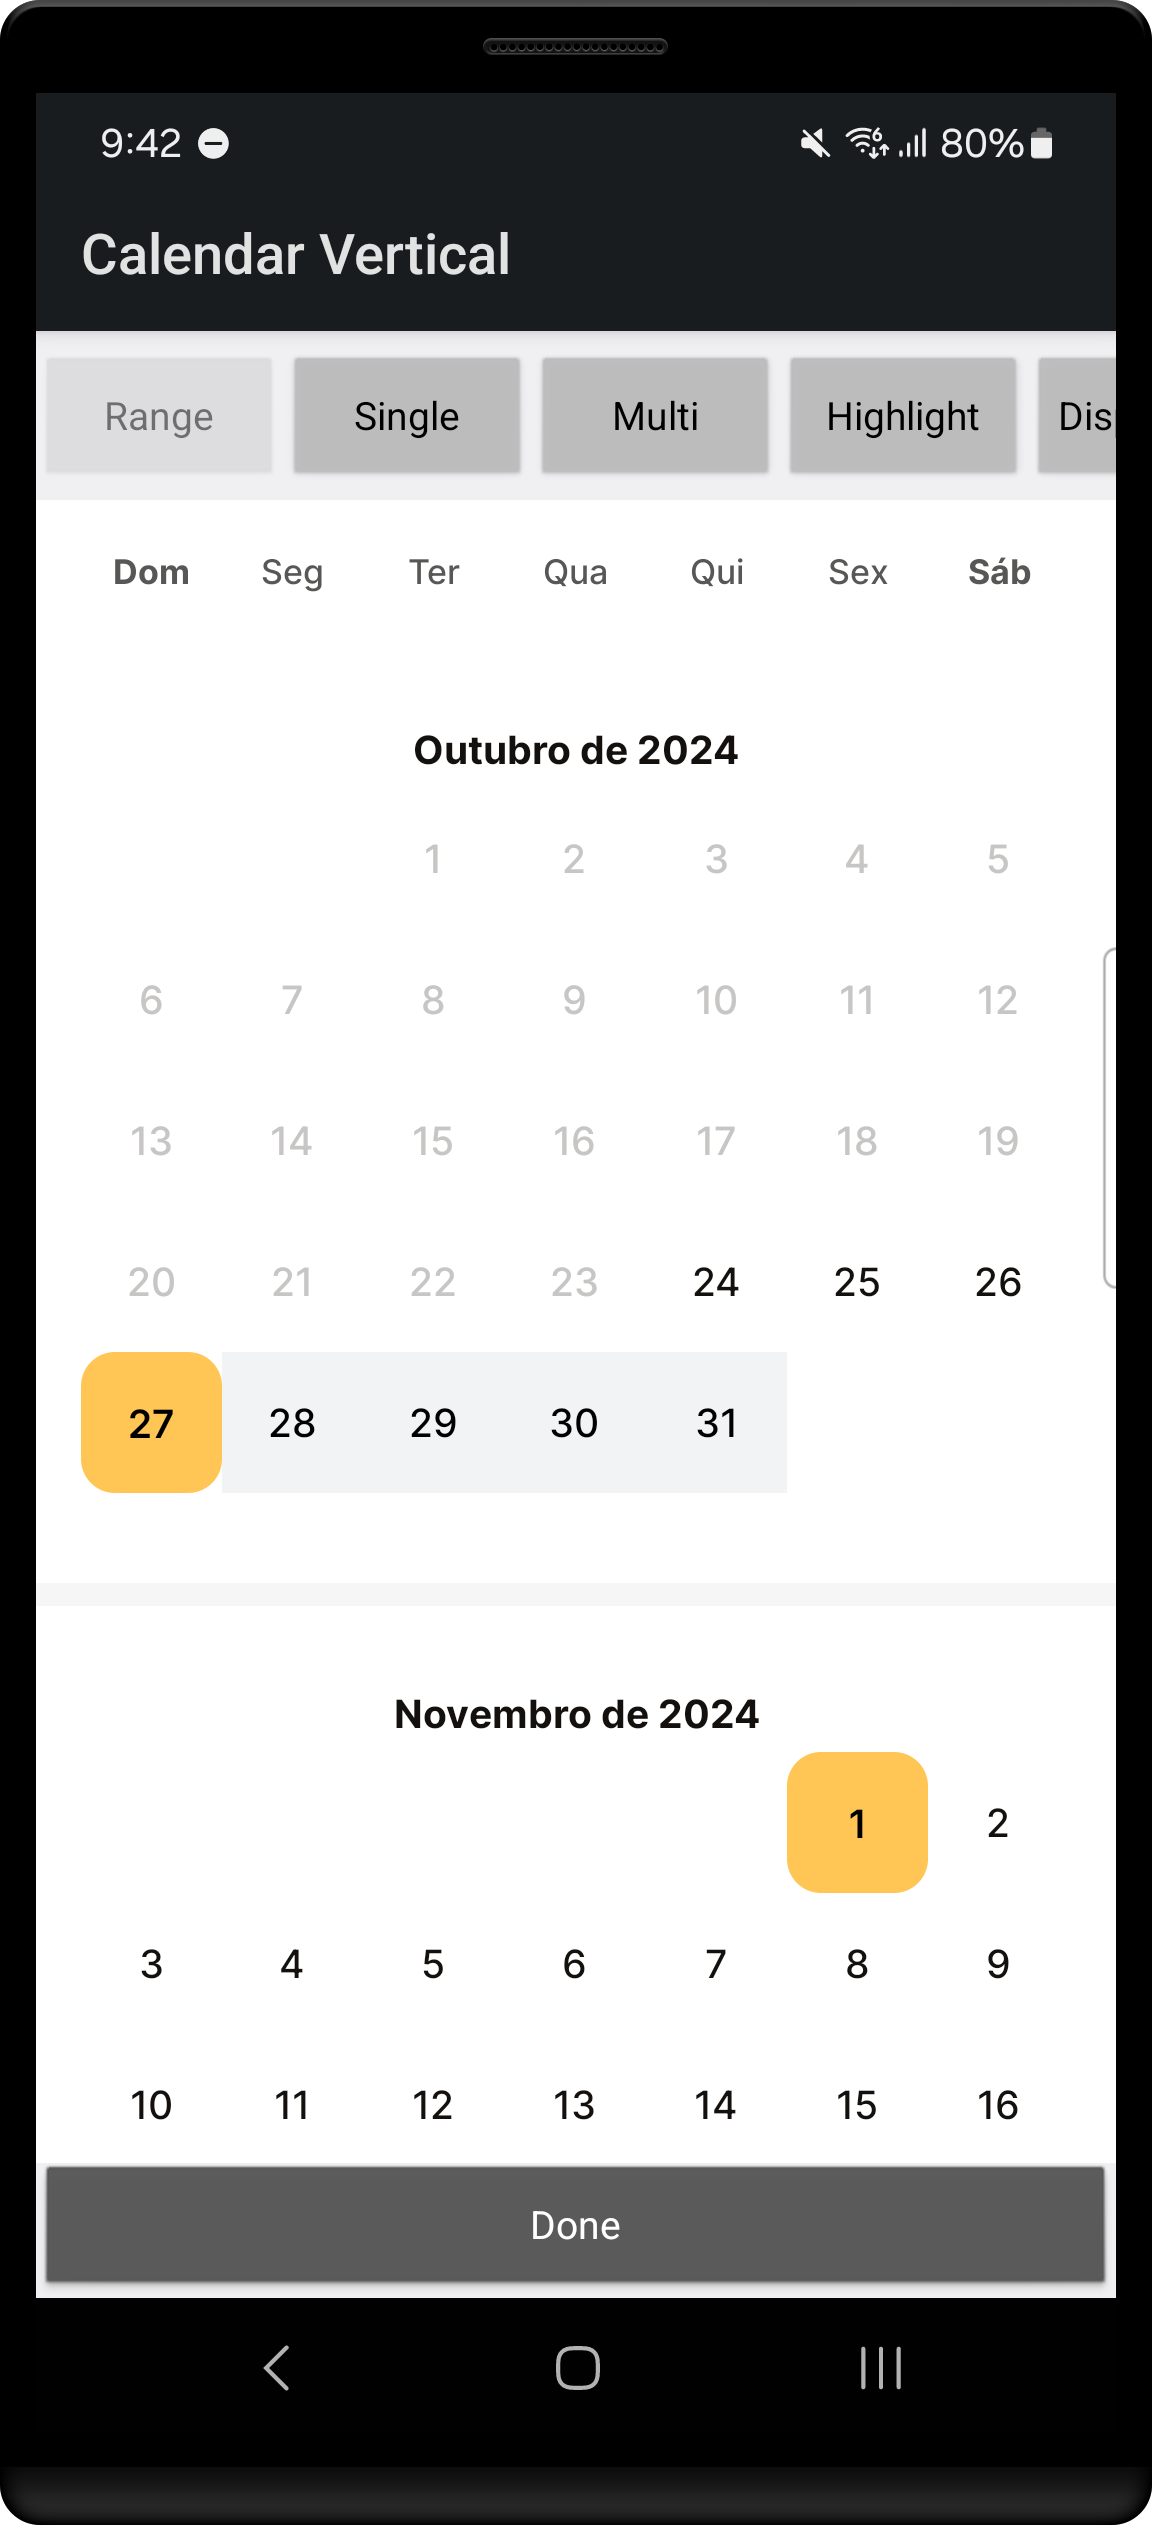 9:42
80%
Calendar Vertical
Range Single Multi Highlight Dis
Dom Seg Ter Qua Qui Sex Sáb
Outubro de 2024
1 2 3 4 5
6 7 8 9 10 11 12
13 14 15 16 17 18 19
20 21 22 23 24 25 26
27 28 29 30 31
Novembro de 2024
1 2
3 4 5 6 7 8 9
10 11 12 13 14 15 16
Done